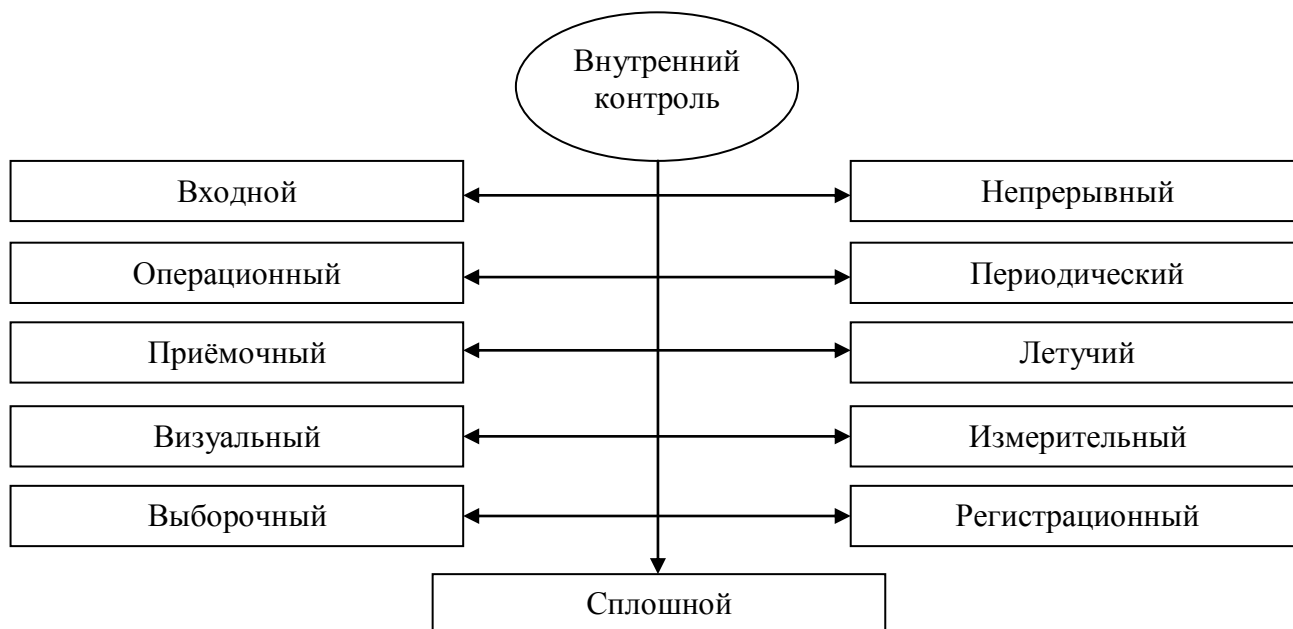 Внутренний
контроль
Входной
Непрерывный
Операционный
Периодический
Приёмочный
Летучий
Визуальный
Измерительный
Выборочный
Регистрационный
Сплошной